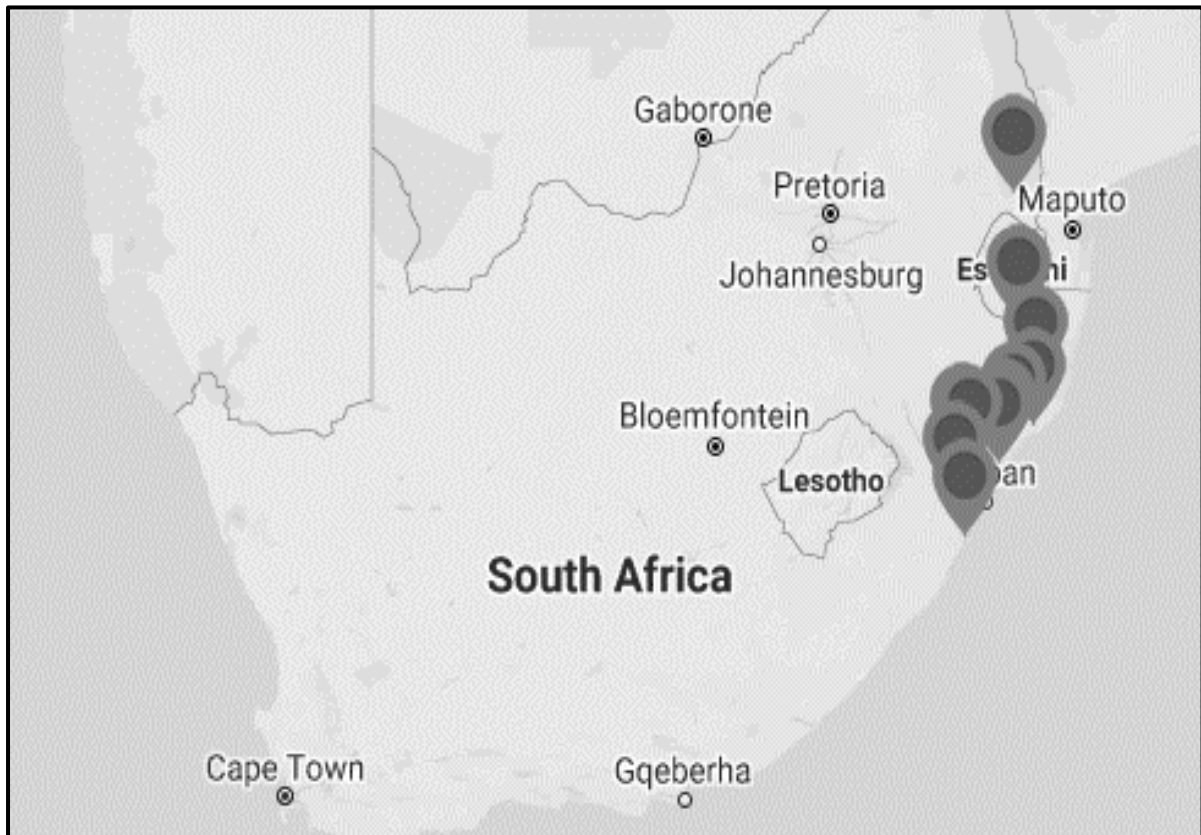 Gaborone
Pretoria
Maputo
Johannesburg
Bloemfontein
Lesotho
South Africa
Cape Town
Gqeberha